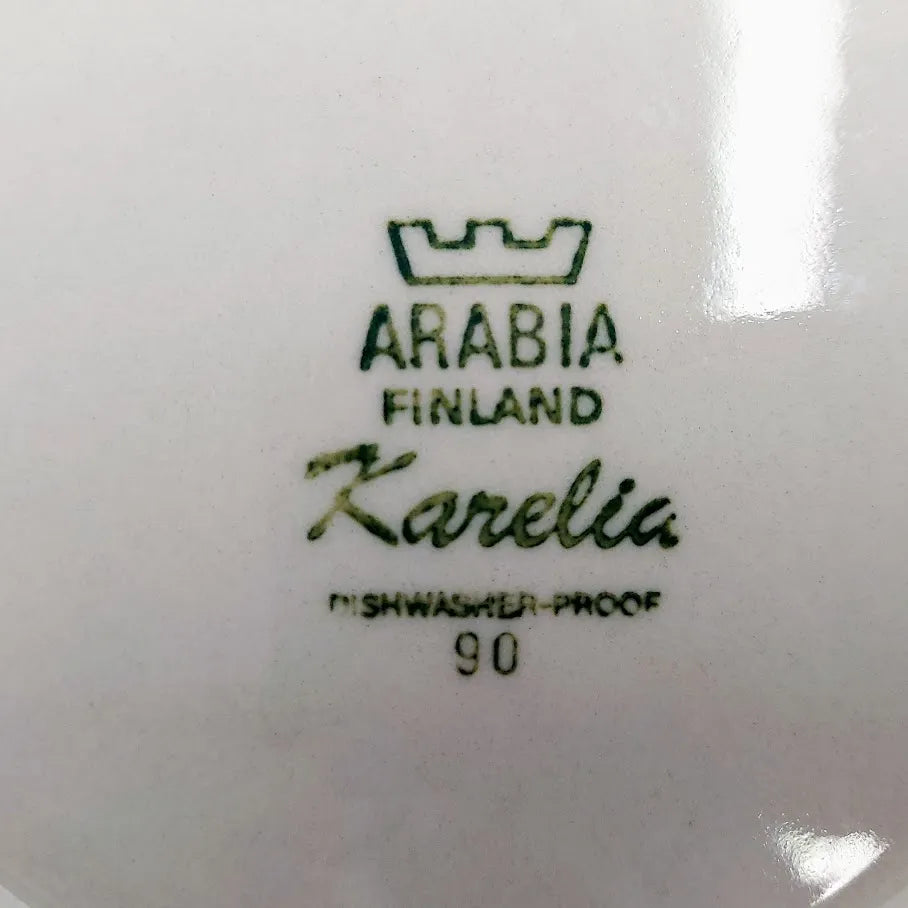 ARABIA
FINLAND
Karelia
DISHWASHER-PROOF
90